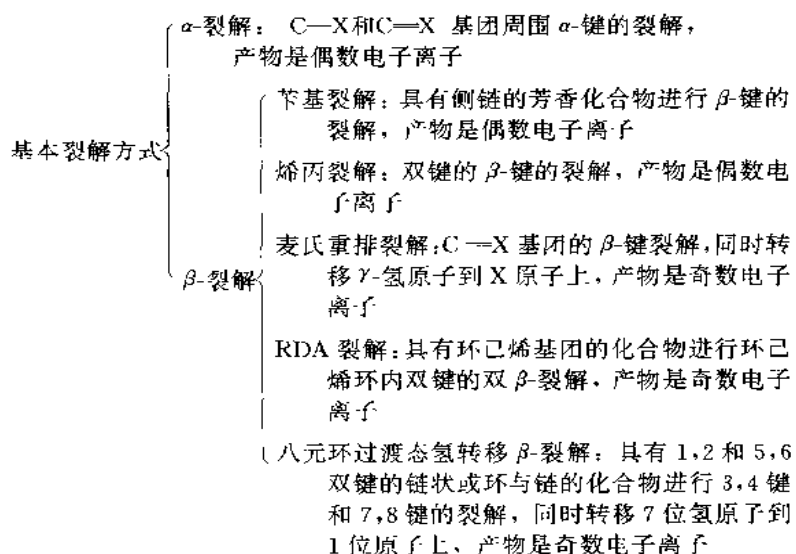 α-裂解： C—X和C＝X 基团周围 α-键的裂解，
产物是偶数电子离子
苄基裂解：具有侧链的芳香化合物进行 β-键的
裂解，产物是偶数电子离子
基本裂解方式
烯丙裂解：双键的 β-键的裂解，产物是偶数电
子离子
麦氏重排裂解：C＝X 基团的 β-键裂解，同时转
移 γ-氢原子到 X 原子上，产物是奇数电子
离子
β-裂解
RDA 裂解：具有环己烯基团的化合物进行环己
烯环内双键的双 β-裂解，产物是奇数电子
离子
八元环过渡态氢转移 β-裂解：具有 1,2 和 5,6
双键的链状或环与链的化合物进行 3,4 键
和 7,8 键的裂解，同时转移 7 位氢原子到
1 位原子上，产物是奇数电子离子